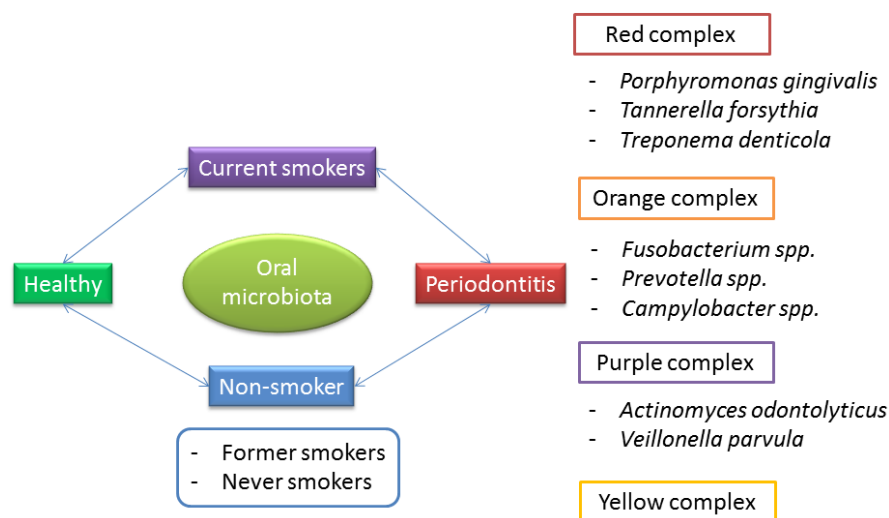 Current smokers
Healthy
Oral
microbiota
Periodontitis
Non-smoker
- Former smokers
- Never smokers
Red complex
- Porphyromonas gingivalis
- Tannerella forsythia
- Treponema denticola
Orange complex
- Fusobacterium spp.
- Prevotella spp.
- Campylobacter spp.
Purple complex
- Actinomyces odontolyticus
- Veillonella parvula
Yellow complex